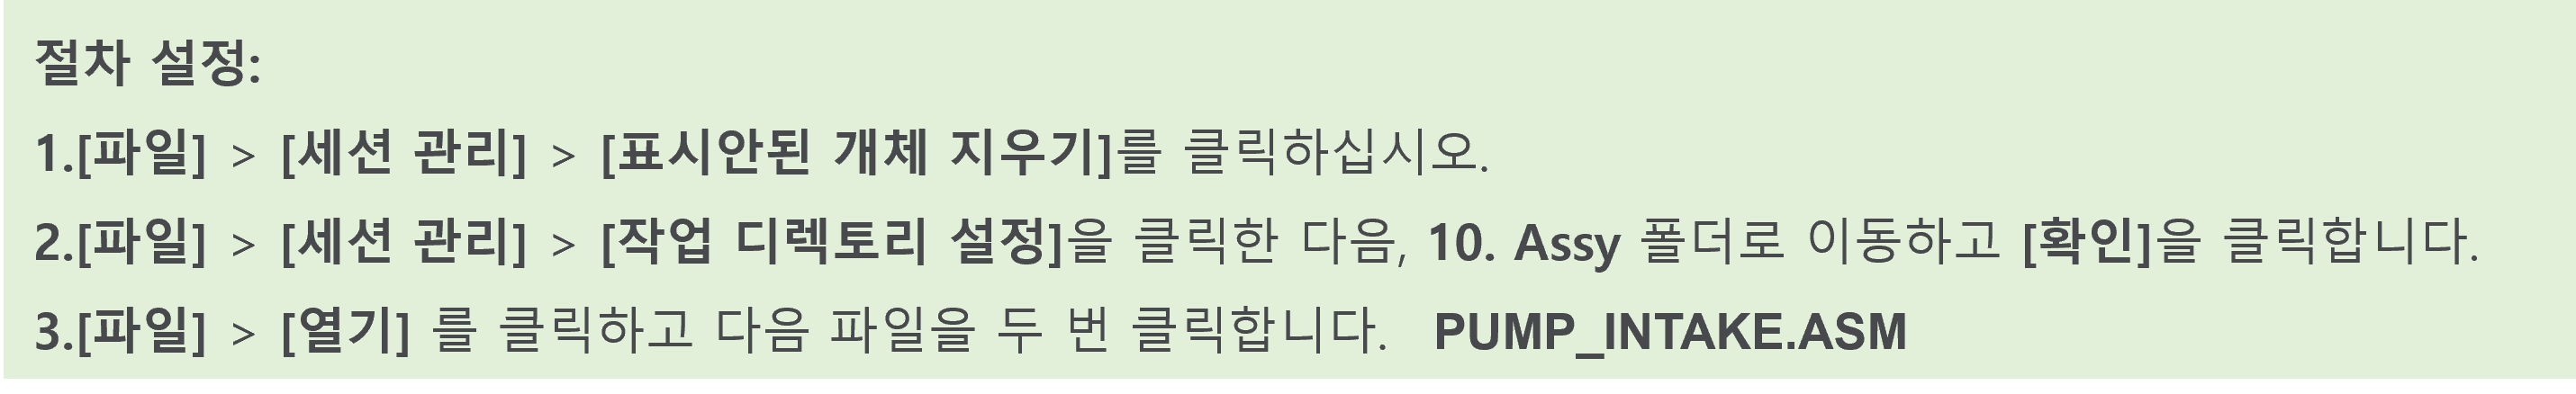 절차 설정:
1.[파일] > [세션 관리] > [표시안된 개체 지우기]를 클릭하십시오.
2.[파일] > [세션 관리] > [작업 디렉토리 설정]을 클릭한 다음, 10. Assy 폴더로 이동하고 [확인]을 클릭합니다.
3.[파일] > [열기] 를 클릭하고 다음 파일을 두 번 클릭합니다. PUMP_INTAKE.ASM